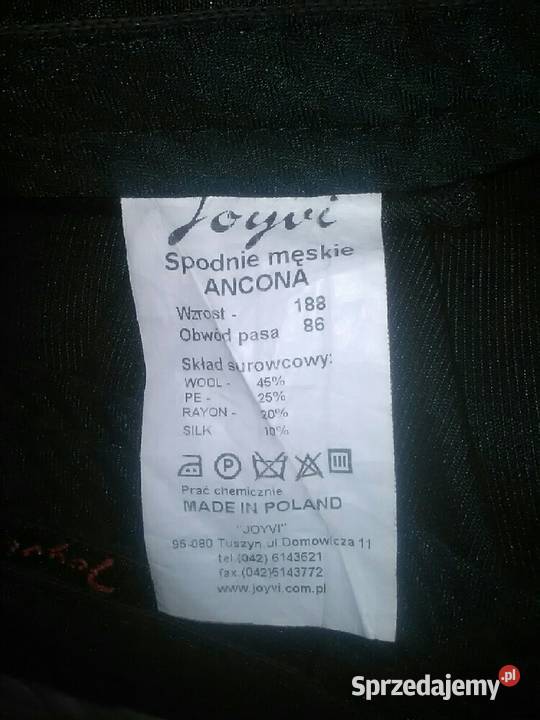 Joyvi
Spodnie męskie
ANCONA
Wzrost - 188
Obwód pasa 86
Skład surowcowy:
WOOL - 45%
PE - 25%
RAYON - 20%
SILK 10%
P
Prać chemicznie
MADE IN POLAND
"JOYVI"
95-080 Tuszyn ul Domowicza 11
tel (042) 6143621
fax (042)6143772
www.joyvi.com.pl
Sprzedajemy.pl